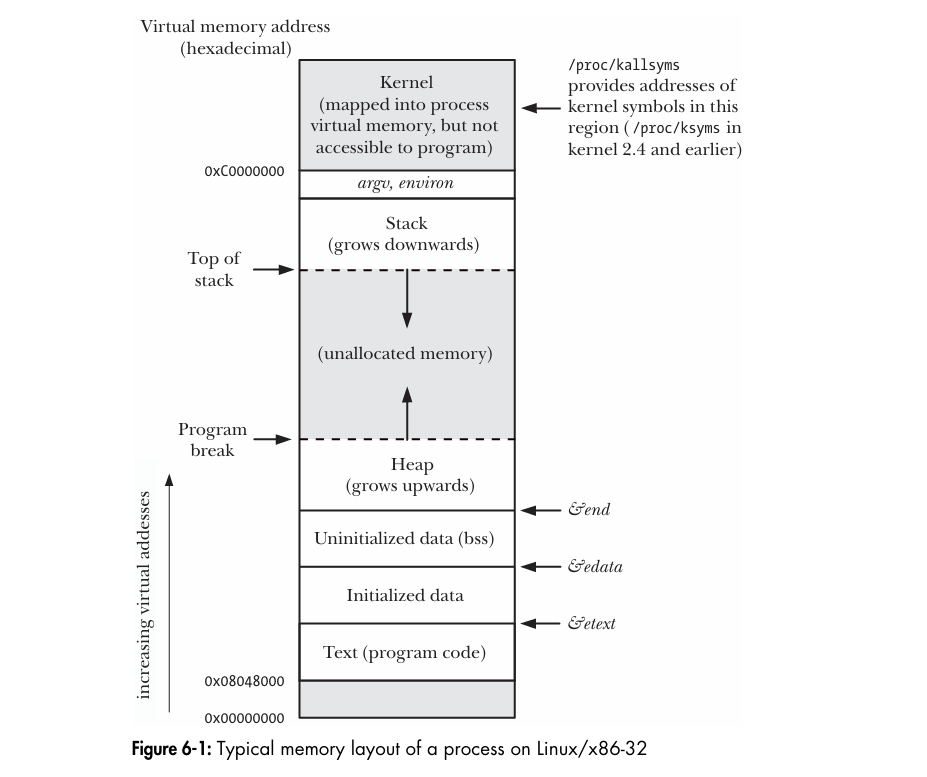 Virtual memory address
(hexadecimal)
Kernel
(mapped into process
virtual memory, but not
accessible to program)
/proc/kallsyms
provides addresses of
kernel symbols in this
region (/proc/ksyms in
kernel 2.4 and earlier)
0xC0000000
argv, environ
Stack
(grows downwards)
Top of
stack
(unallocated memory)
Program
break
Heap
(grows upwards)
&end
Uninitialized data (bss)
&edata
Initialized data
&etext
Text (program code)
increasing virtual addesses
0x08048000
0x00000000
Figure 6-1: Typical memory layout of a process on Linux/x86-32